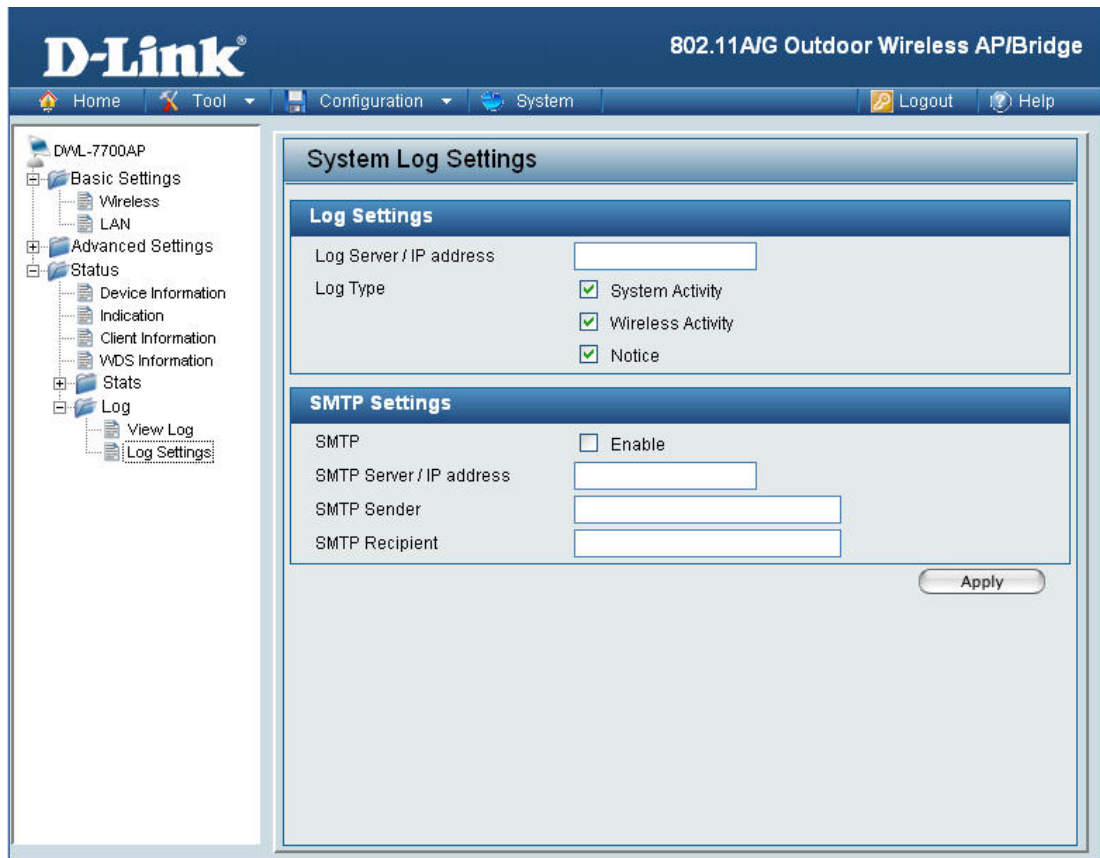 D-Link®
802.11A/G Outdoor Wireless AP/Bridge
Home Tool Configuration System Logout Help
DWL-7700AP
Basic Settings
Wireless
LAN
Advanced Settings
Status
Device Information
Indication
Client Information
WDS Information
Stats
Log
View Log
Log Settings
System Log Settings
Log Settings
Log Server / IP address
Log Type System Activity
Wireless Activity
Notice
SMTP Settings
SMTP Enable
SMTP Server / IP address
SMTP Sender
SMTP Recipient
Apply